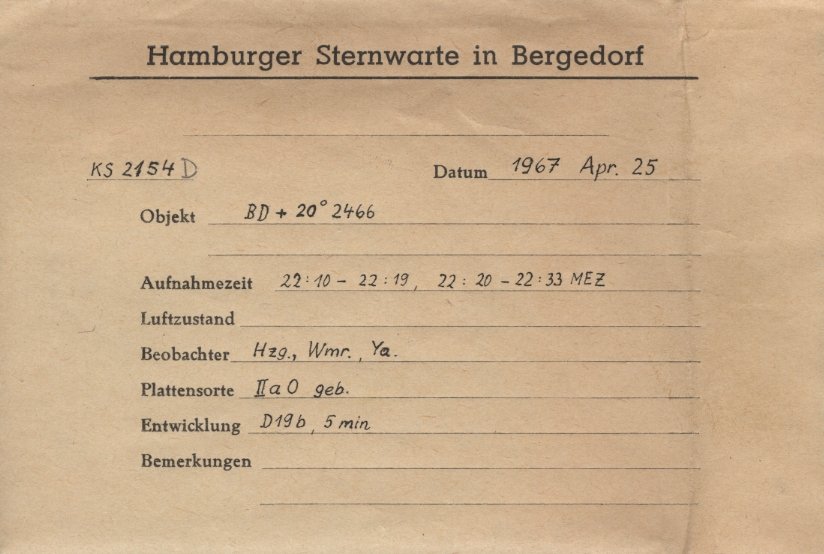 Hamburger Sternwarte in Bergedorf
KS 2154 D Datum 1967 Apr. 25
Objekt BD + 20° 2466
Aufnahmezeit 22:10 – 22:19, 22:20 – 22:33 MEZ
Luftzustand
Beobachter Hzg., Wmr., Ya.
Plattensorte IIa O geb.
Entwicklung D19b, 5 min
Bemerkungen